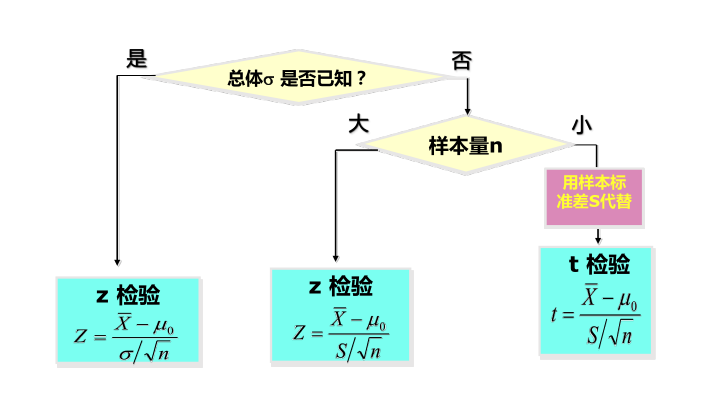 是
否
总体σ 是否已知？
大
小
样本量n
用样本标
准差S代替
z 检验
Z = (X̄ − μ₀) / (σ/√n)
z 检验
Z = (X̄ − μ₀) / (S/√n)
t 检验
t = (X̄ − μ₀) / (S/√n)